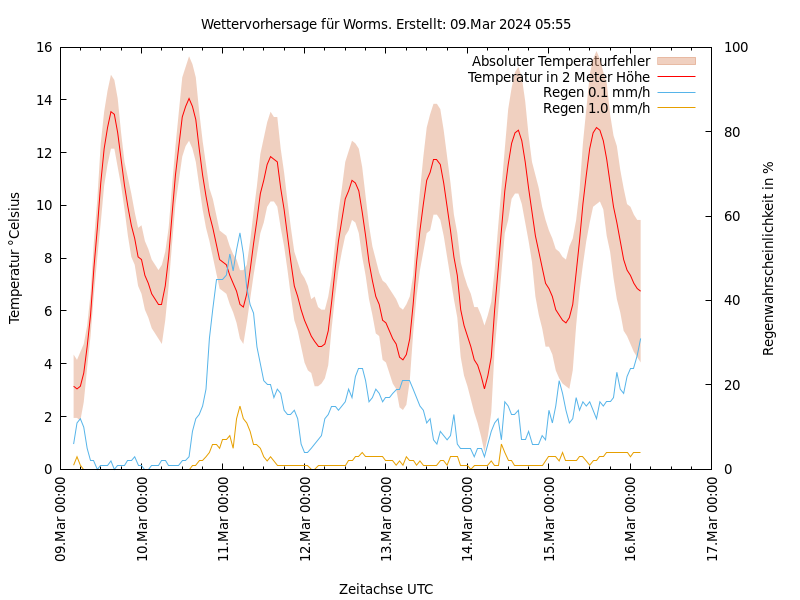 Wettervorhersage für Worms. Erstellt: 09.Mar 2024 05:55
Absoluter Temperaturfehler
Temperatur in 2 Meter Höhe
Regen 0.1 mm/h
Regen 1.0 mm/h
Temperatur °Celsius
16
14
12
10
8
6
4
2
0
Regenwahrscheinlichkeit in %
100
80
60
40
20
0
09.Mar 00:00
10.Mar 00:00
11.Mar 00:00
12.Mar 00:00
13.Mar 00:00
14.Mar 00:00
15.Mar 00:00
16.Mar 00:00
17.Mar 00:00
Zeitachse UTC